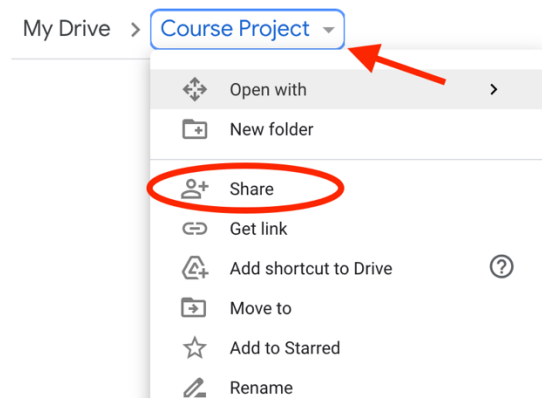 My Drive > Course Project
Open with
New folder
Share
Get link
Add shortcut to Drive
Move to
Add to Starred
Rename